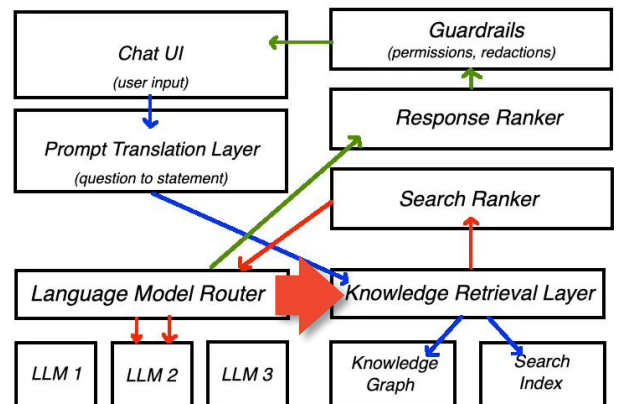 Chat UI
(user input)
Guardrails
(permissions, redactions)
Prompt Translation Layer
(question to statement)
Response Ranker
Search Ranker
Language Model Router
Knowledge Retrieval Layer
LLM 1
LLM 2
LLM 3
Knowledge
Graph
Search
Index